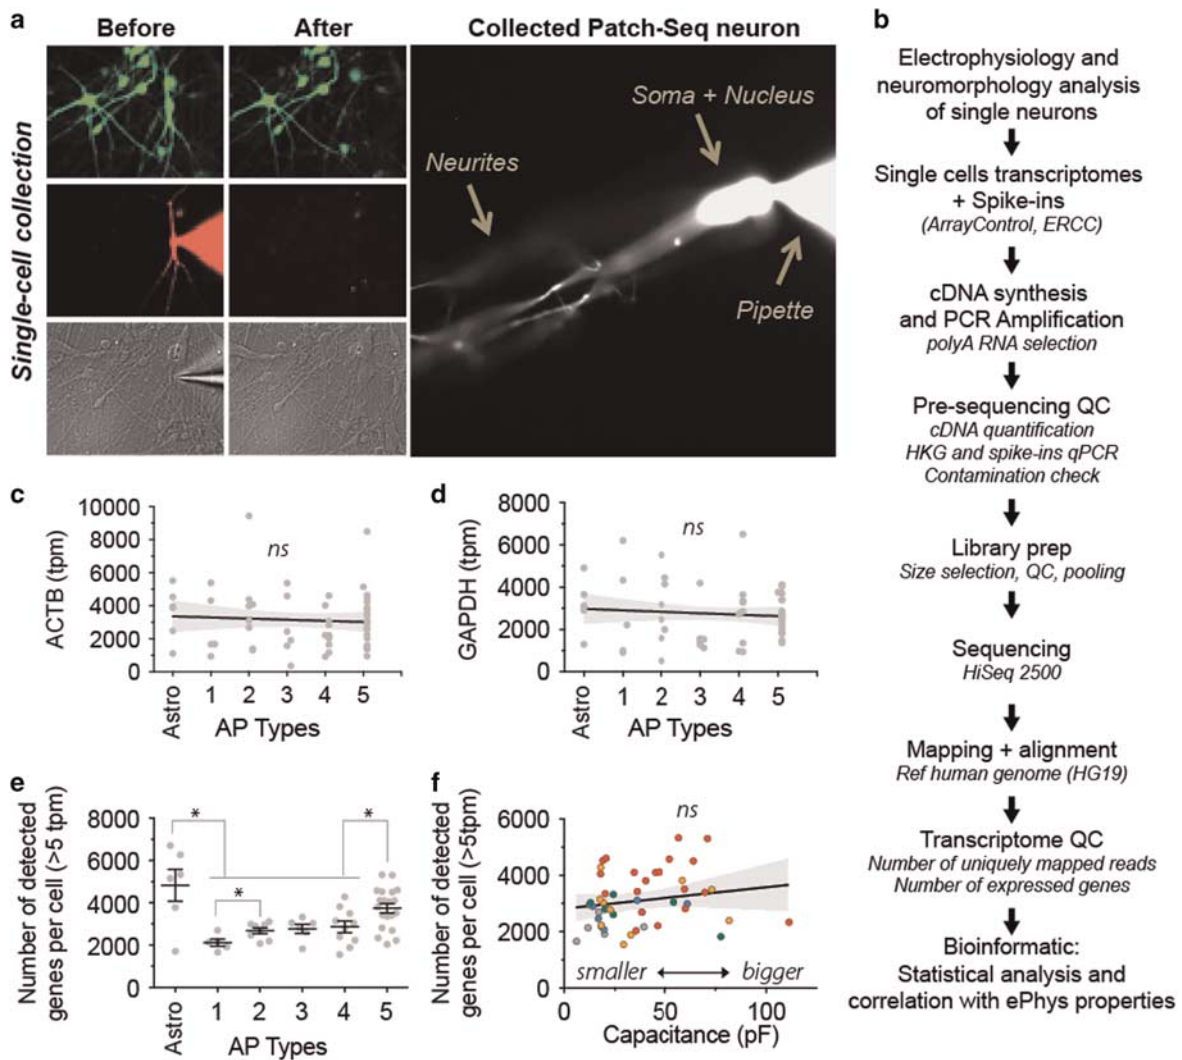 a
Before
After
Collected Patch-Seq neuron
Single-cell collection
Soma + Nucleus
Neurites
Pipette
b
Electrophysiology and
neuromorphology analysis
of single neurons
Single cells transcriptomes
+ Spike-ins
(ArrayControl, ERCC)
cDNA synthesis
and PCR Amplification
polyA RNA selection
Pre-sequencing QC
cDNA quantification
HKG and spike-ins qPCR
Contamination check
Library prep
Size selection, QC, pooling
Sequencing
HiSeq 2500
Mapping + alignment
Ref human genome (HG19)
Transcriptome QC
Number of uniquely mapped reads
Number of expressed genes
Bioinformatic:
Statistical analysis and
correlation with ePhys properties
c
ACTB (tpm)
10000
8000
6000
4000
2000
0
ns
Astro 1 2 3 4 5
AP Types
d
GAPDH (tpm)
8000
6000
4000
2000
0
ns
Astro 1 2 3 4 5
AP Types
e
Number of detected
genes per cell (>5 tpm)
8000
6000
4000
2000
0
*
*
*
Astro 1 2 3 4 5
AP Types
f
Number of detected
genes per cell (>5tpm)
6000
4000
2000
0
ns
smaller bigger
0 25 50 75 100
Capacitance (pF)